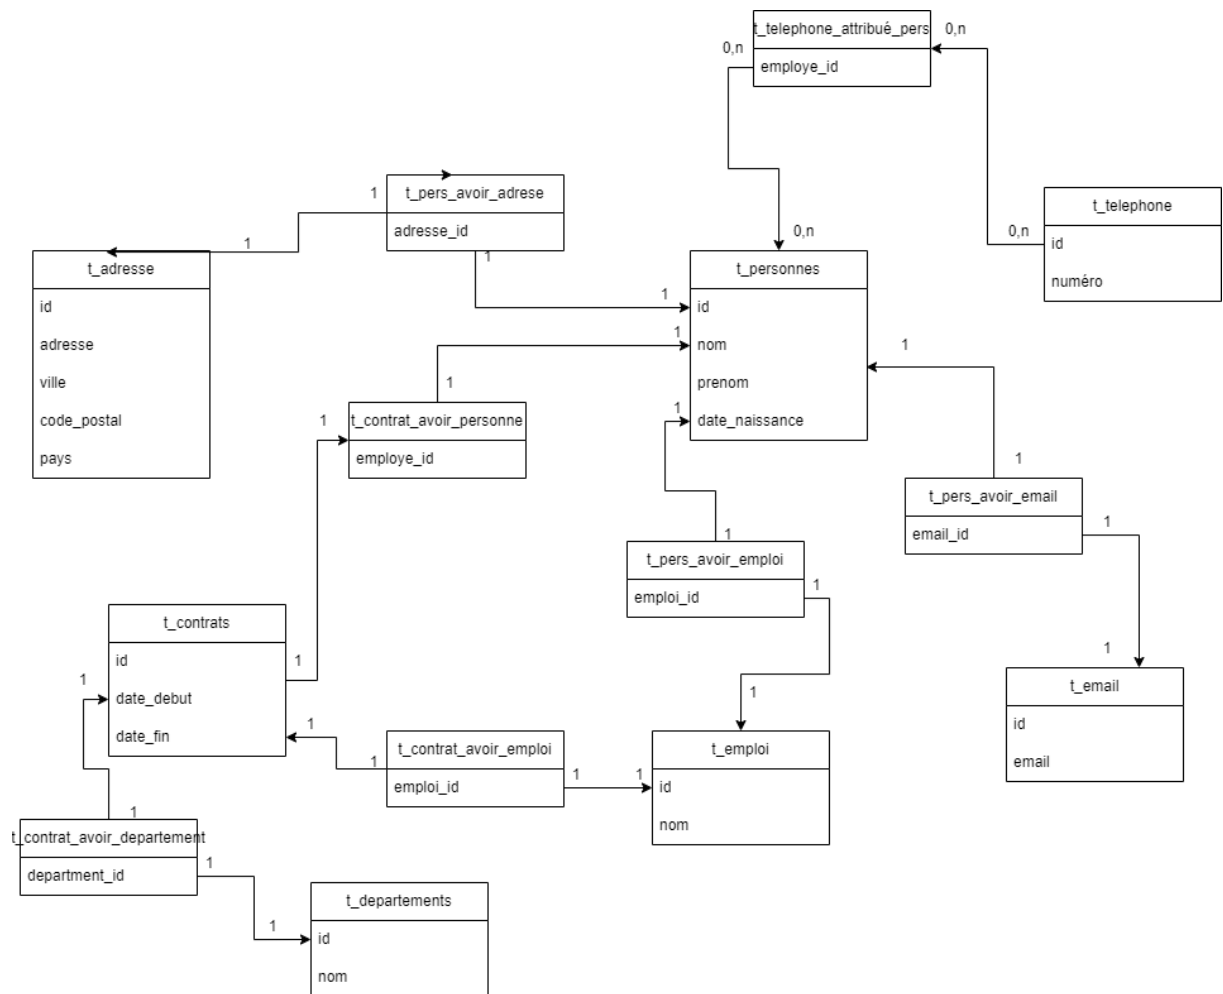 t_telephone_attribué_pers
0,n
0,n
employe_id
t_pers_avoir_adrese
1
adresse_id
1
1
t_telephone
id
numéro
0,n
0,n
t_adresse
id
adresse
ville
code_postal
pays
t_personnes
id
nom
prenom
date_naissance
1
1
1
1
1
t_contrat_avoir_personne
employe_id
1
t_pers_avoir_email
email_id
1
1
t_pers_avoir_emploi
emploi_id
1
1
t_contrats
id
date_debut
date_fin
1
1
1
t_email
id
email
1
t_contrat_avoir_emploi
emploi_id
1
1
1
t_emploi
id
nom
1
1
t_contrat_avoir_departement
department_id
1
1
t_departements
id
nom
1